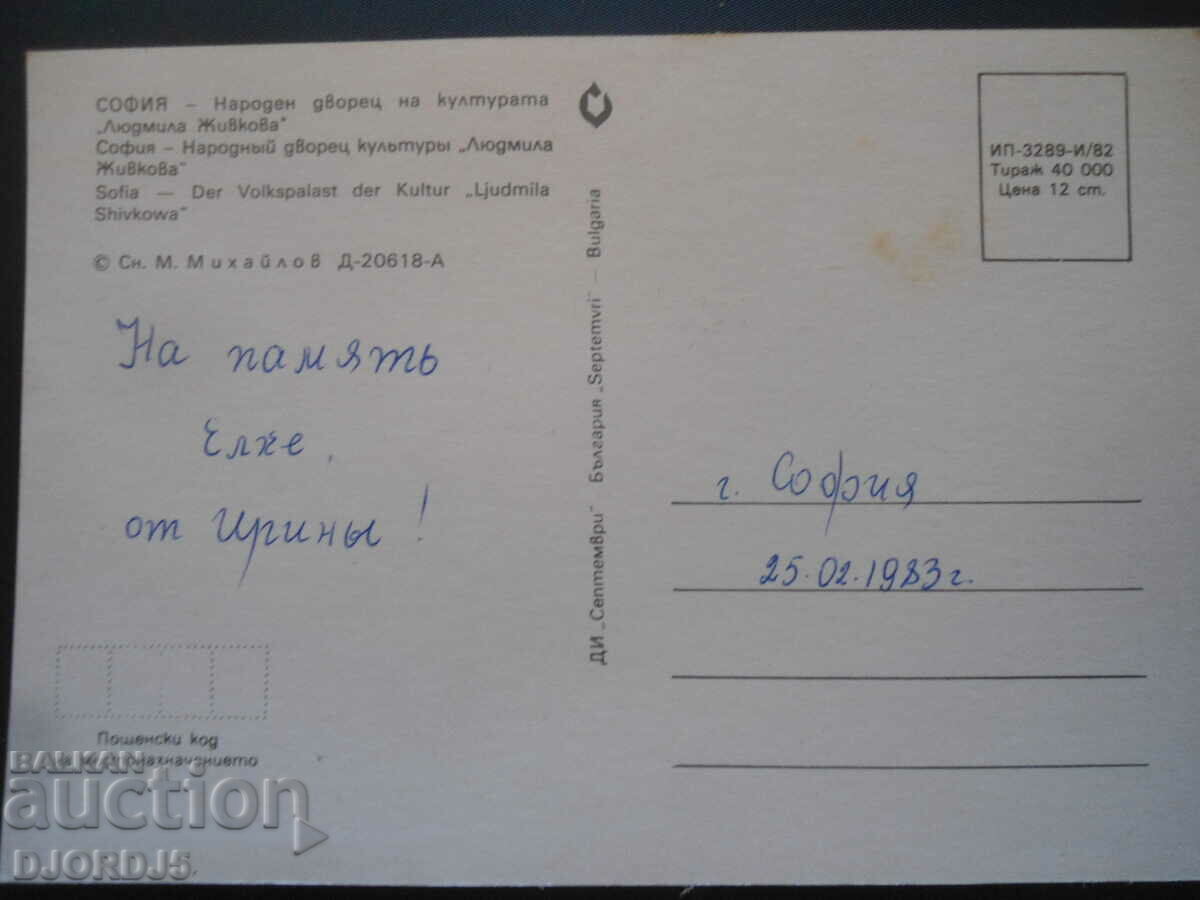 СОФИЯ – Народен дворец на културата
„Людмила Живкова"
София – Народный дворец культуры „Людмила
Живкова"
Sofia — Der Volkspalast der Kultur „Ljudmila
Shivkowa"
© Сн. М. Михайлов Д-20618-А
На память
Елке,
от Ирины!
Пощенски код
на местоназначението
ДИ „Септември" България „Septemvri" — Bulgaria
ИП-3289-И/82
Тираж 40 000
Цена 12 ст.
г. София
25.02.1983г.
BALKAN
auction
DJORDJ5